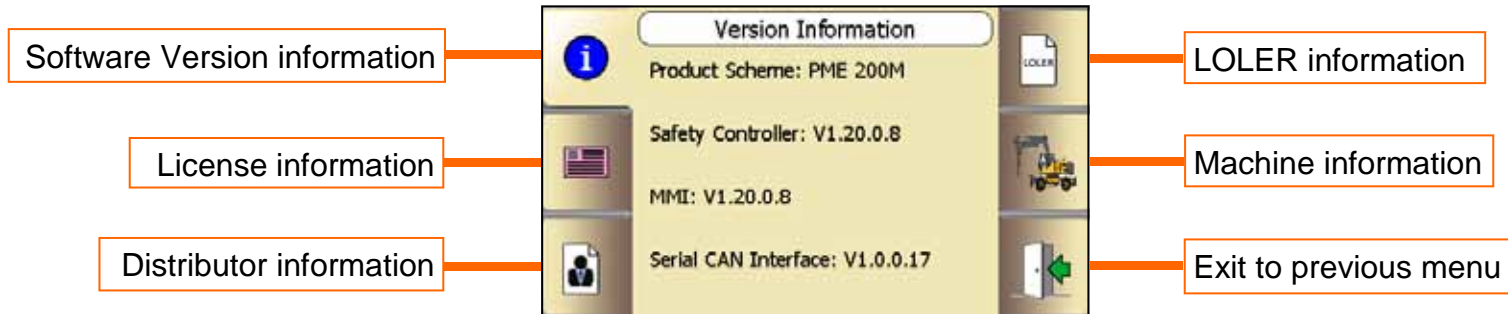 Software Version information
License information
Distributor information
Version Information
Product Scheme: PME 200M
Safety Controller: V1.20.0.8
MMI: V1.20.0.8
Serial CAN Interface: V1.0.0.17
i
LOLER
LOLER information
Machine information
Exit to previous menu